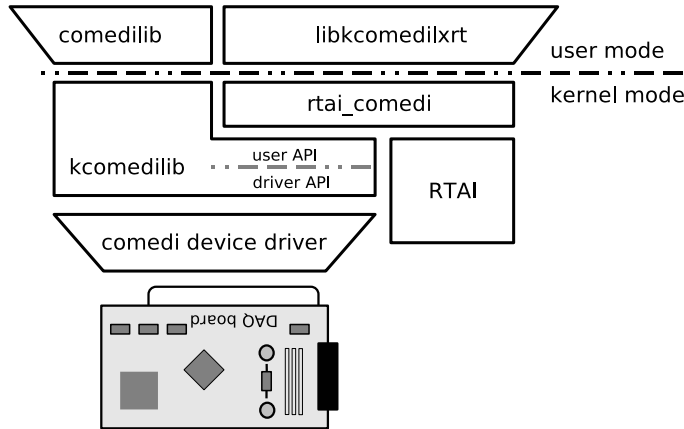 comedilib
libkcomedilxrt
user mode
kernel mode
rtai_comedi
user API
kcomedilib
driver API
RTAI
comedi device driver
DAQ board